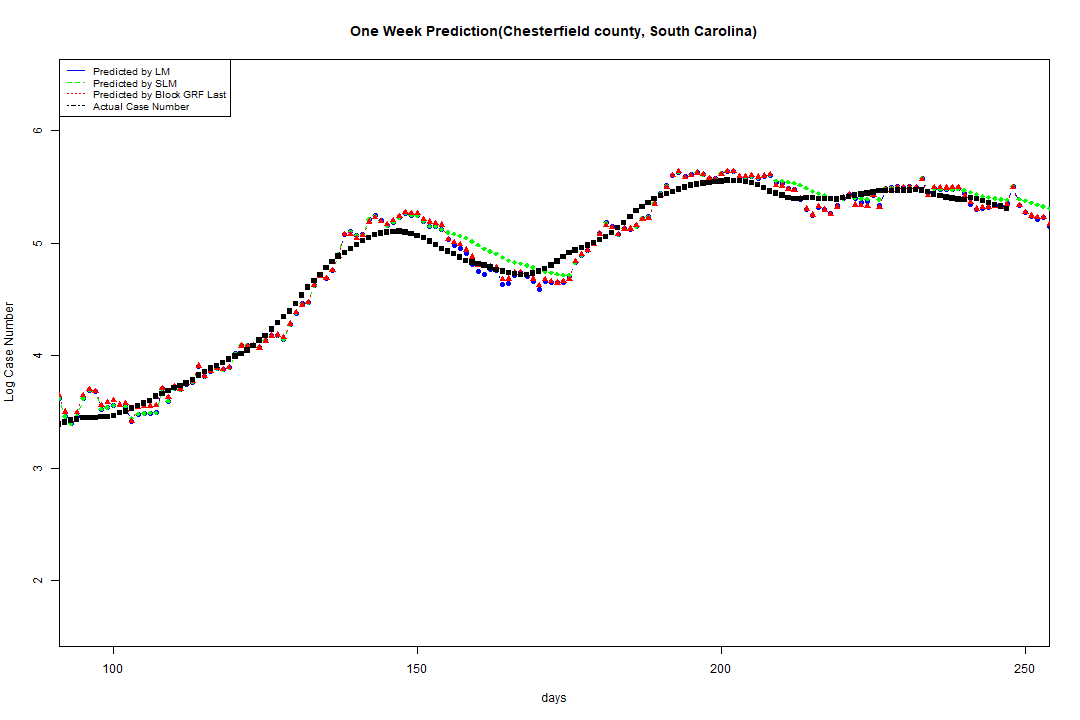 One Week Prediction(Chesterfield county, South Carolina)
Predicted by LM
Predicted by SLM
Predicted by Block GRF Last
Actual Case Number
6
5
4
3
2
Log Case Number
100 150 200 250
days